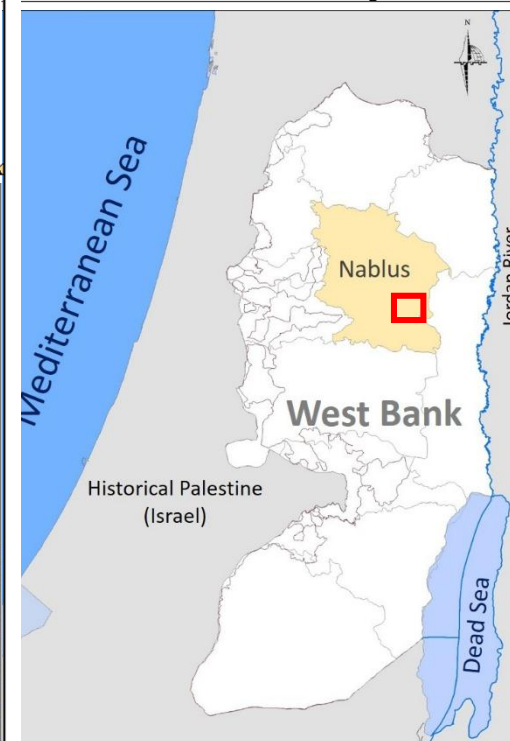 N
Mediterranean Sea
Nablus
Jordan River
West Bank
Historical Palestine
(Israel)
Dead Sea